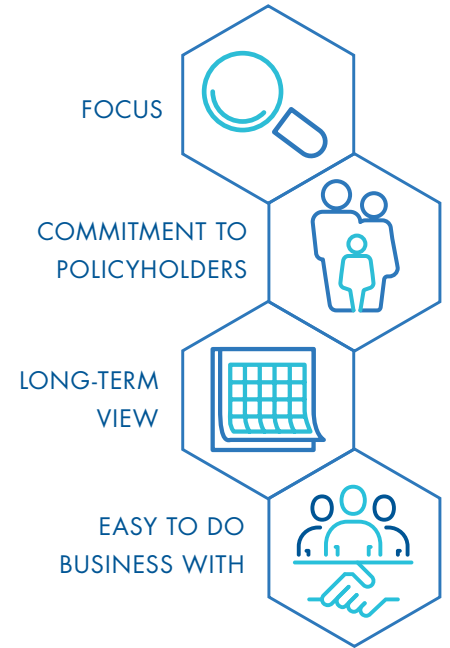 FOCUS
COMMITMENT TO
POLICYHOLDERS
LONG-TERM
VIEW
EASY TO DO
BUSINESS WITH